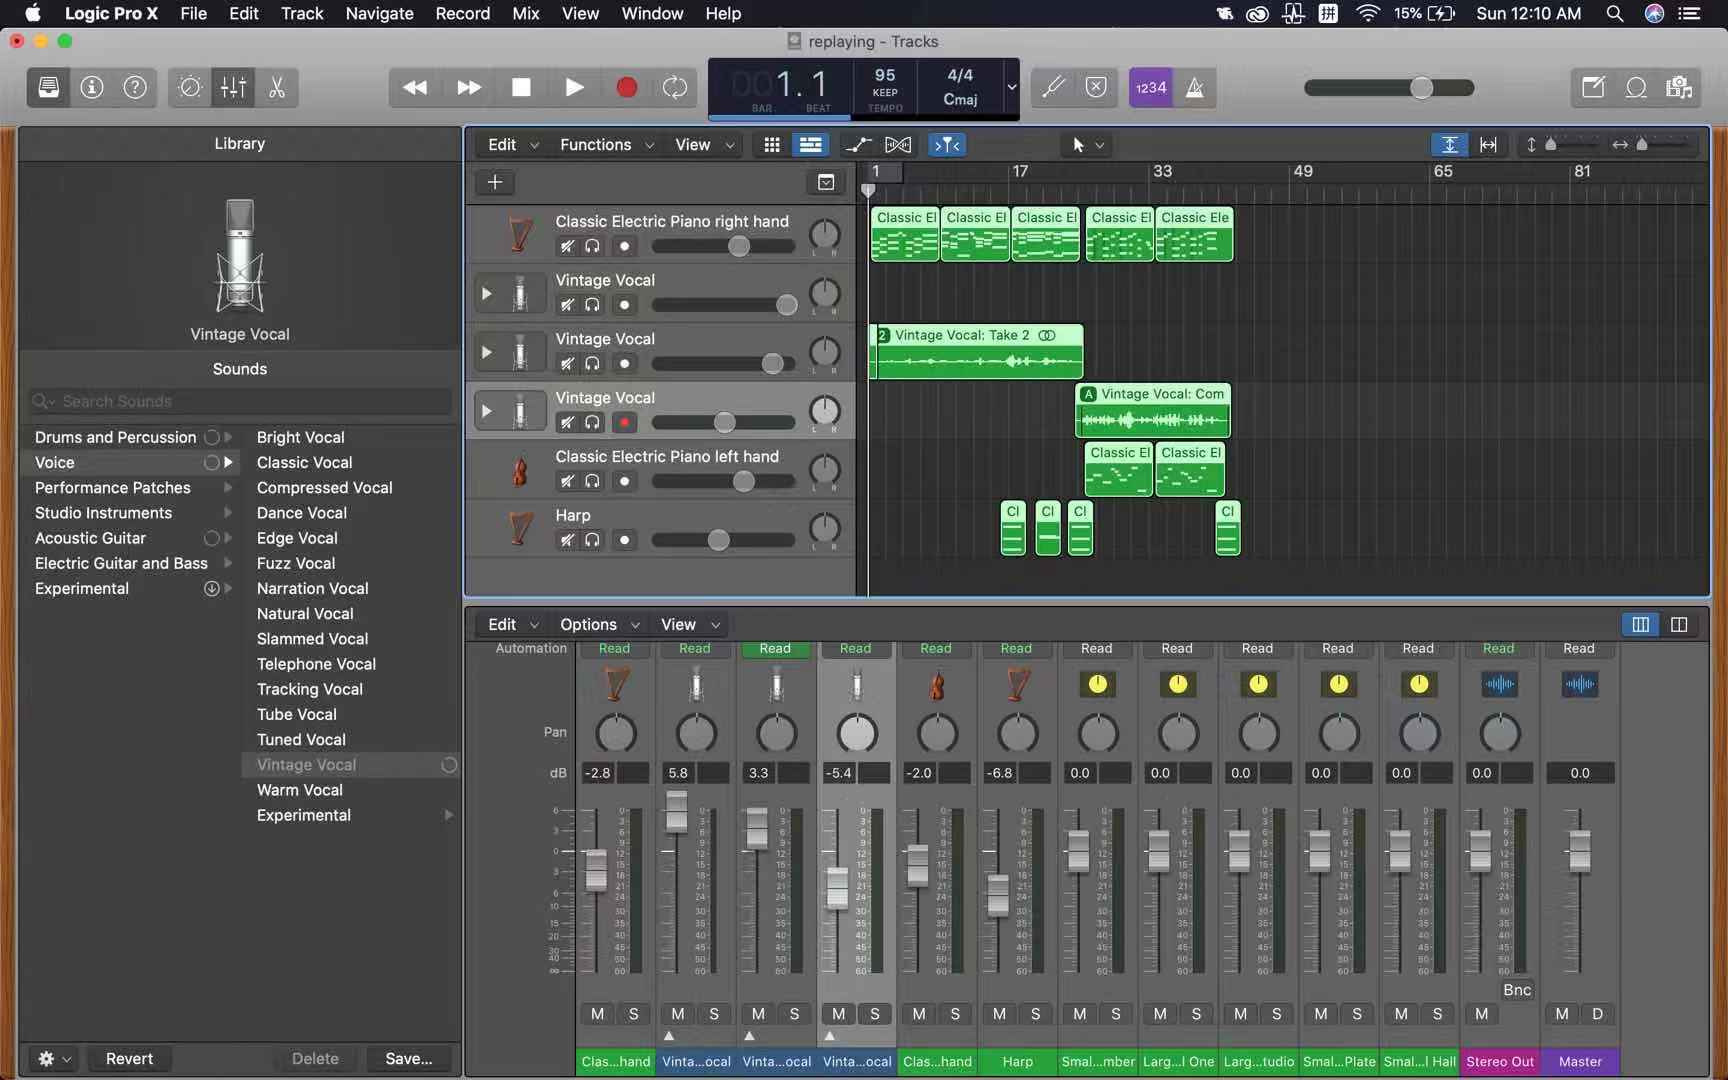 Logic Pro X File Edit Track Navigate Record Mix View Window Help 拼 15% Sun 12:10 AM
replaying - Tracks
001.1 95 4/4
KEEP Cmaj 1234
BAR BEAT TEMPO
Library
Edit Functions View
1 17 33 49 65 81
Vintage Vocal
Sounds
Search Sounds
Drums and Percussion
Voice
Performance Patches
Studio Instruments
Acoustic Guitar
Electric Guitar and Bass
Experimental
Bright Vocal
Classic Vocal
Compressed Vocal
Dance Vocal
Edge Vocal
Fuzz Vocal
Narration Vocal
Natural Vocal
Slammed Vocal
Telephone Vocal
Tracking Vocal
Tube Vocal
Tuned Vocal
Vintage Vocal
Warm Vocal
Experimental
Revert Delete Save...
Classic Electric Piano right hand
L R
Classic El Classic El Classic El Classic El Classic Ele
Vintage Vocal
L R
Vintage Vocal
L R
2 Vintage Vocal: Take 2
Vintage Vocal
L R
A Vintage Vocal: Com
Classic Electric Piano left hand
L R
Classic El Classic El
Harp
L R
Cl Cl Cl Cl
Edit Options View
Automation Read Read Read Read Read Read Read Read Read Read Read Read Read
Pan
dB -2.8 5.8 3.3 -5.4 -2.0 -6.8 0.0 0.0 0.0 0.0 0.0 0.0 0.0
Bnc
M S M S M S M S M S M S M S M S M S M S M S M M D
Clas...hand Vinta...ocal Vinta...ocal Vinta...ocal Clas...hand Harp Smal...mber Larg...l One Larg...tudio Smal...Plate Smal...l Hall Stereo Out Master